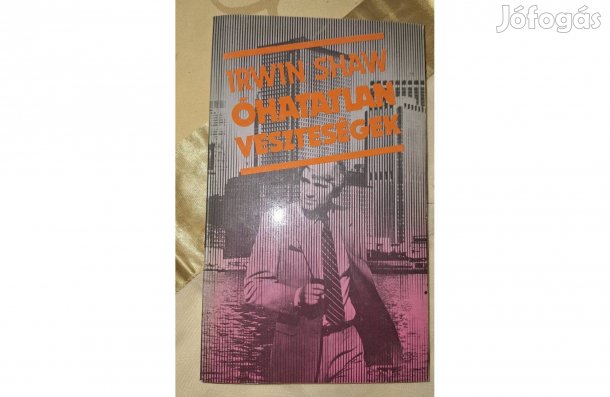 Jófogás
IRWIN SHAW
ÓHATATLAN
VESZTESÉGEK